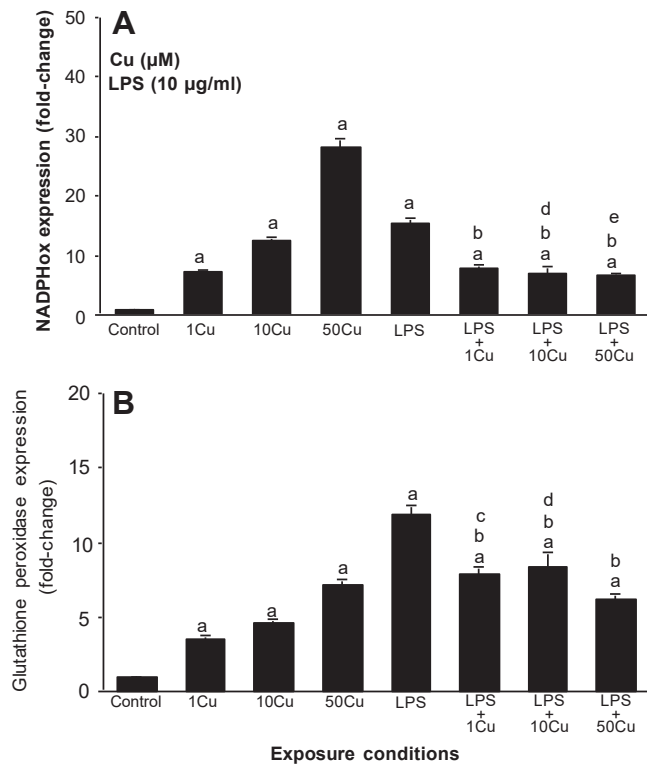 A
Cu (µM)
LPS (10 µg/ml)
NADPHox expression (fold-change)
50
40
30
20
10
0
a
a
a
a
b
a
d
b
a
e
b
a
Control
1Cu
10Cu
50Cu
LPS
LPS
+
1Cu
LPS
+
10Cu
LPS
+
50Cu
B
Glutathione peroxidase expression
(fold-change)
20
15
10
5
0
a
a
a
a
c
b
a
d
b
a
b
a
Control
1Cu
10Cu
50Cu
LPS
LPS
+
1Cu
LPS
+
10Cu
LPS
+
50Cu
Exposure conditions